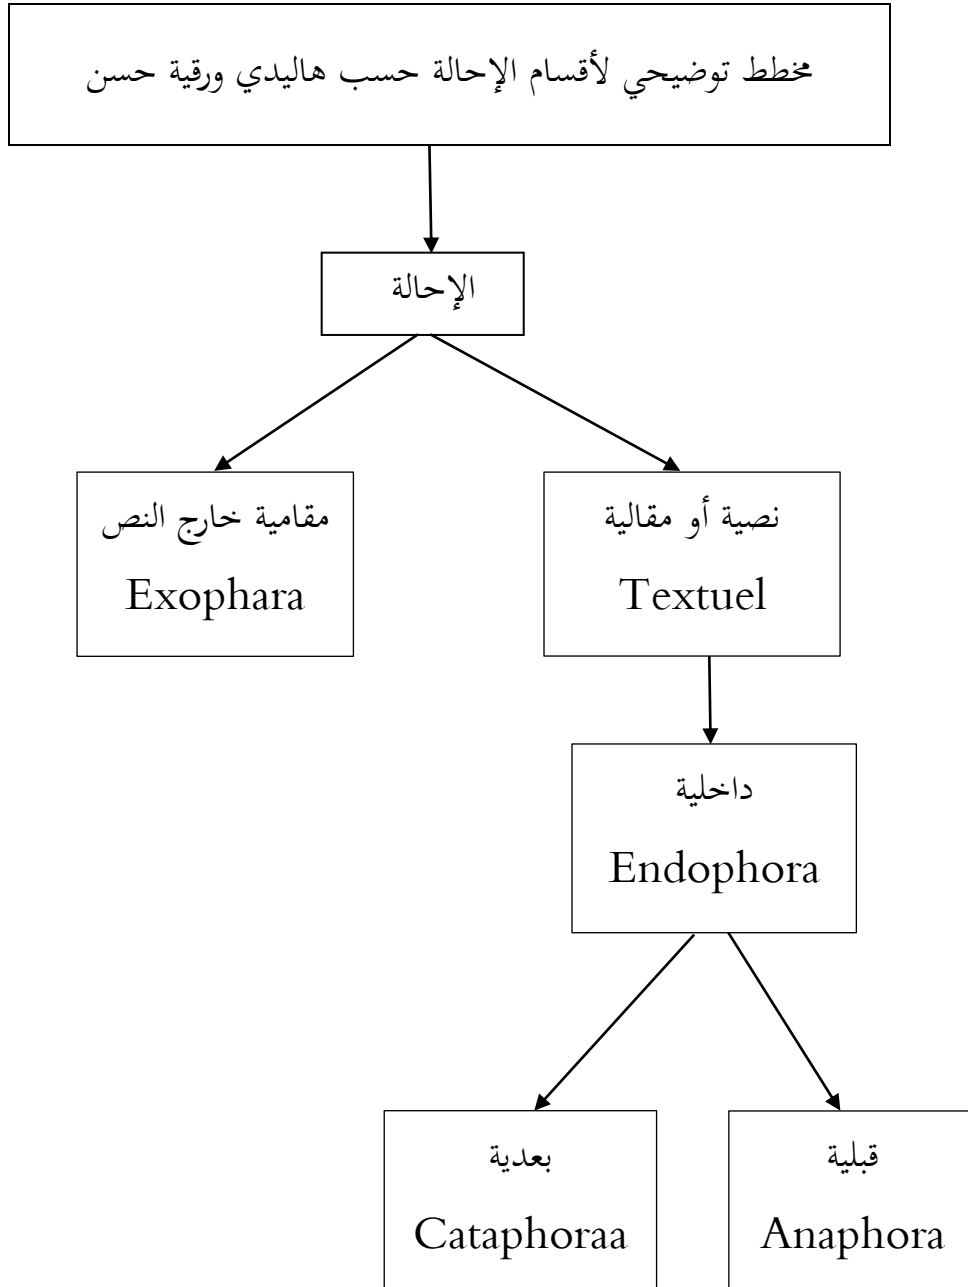 مخطط توضيحي لأقسام الإحالة حسب هاليدي ورقية حسن
الإحالة
نصية أو مقالية
Textuel
مقامية خارج النص
Exophara
داخلية
Endophora
قبلية
Anaphora
بعدية
Cataphoraa